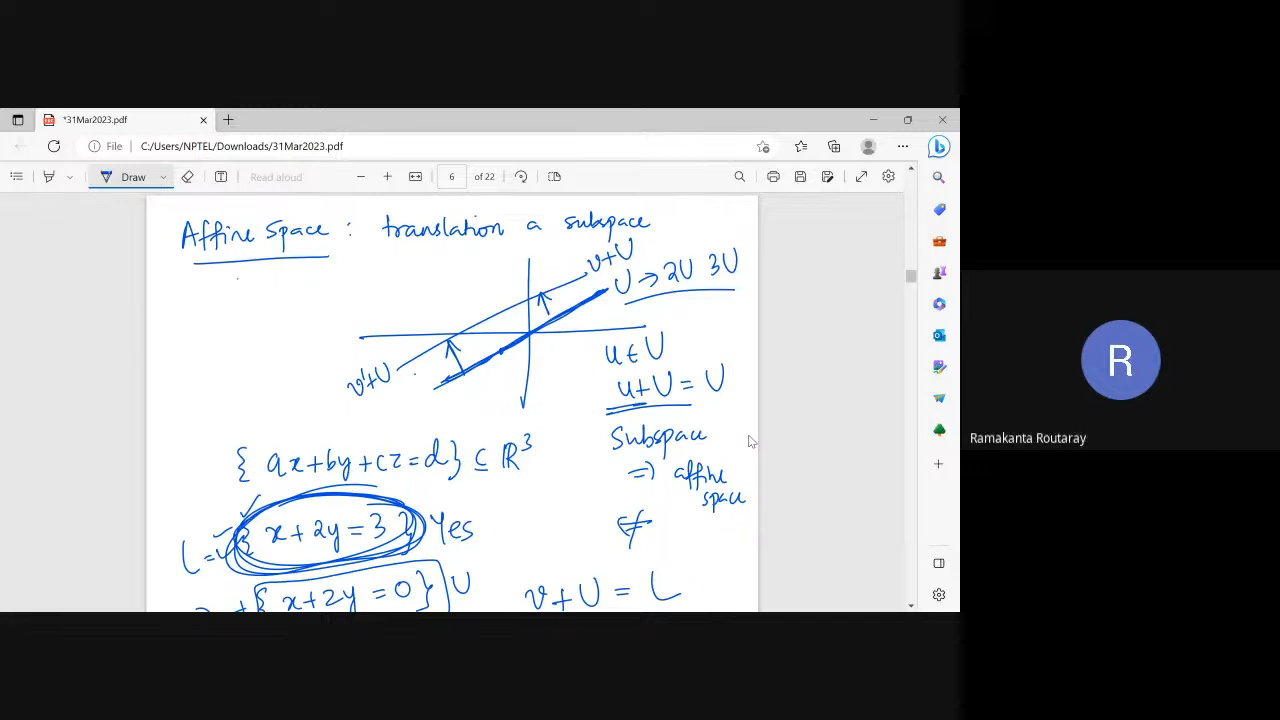 *31Mar2023.pdf
File C:/Users/NPTEL/Downloads/31Mar2023.pdf
Draw Read aloud 6 of 22
Affine Space : translation a subspace
v+U
U → 2U 3U
v'+U
u ∈ U
u+U = U
{ ax+by+cz=d} ⊆ ℝ³
Subspace
⇒ affine
space
L = { x+2y=3 } Yes
⇍
+{ x+2y=0 } U
v+U = L
R
Ramakanta Routaray